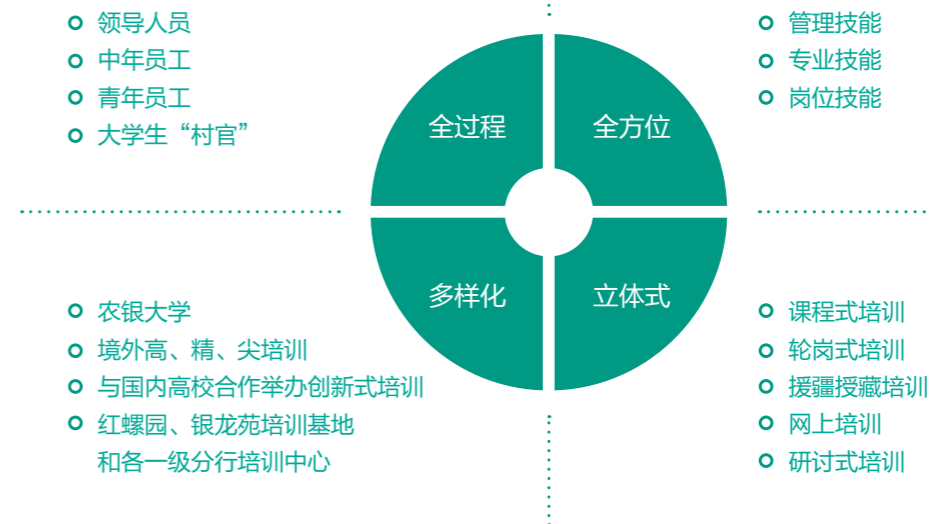 领导人员
中年员工
青年员工
大学生“村官”
全过程
全方位
管理技能
专业技能
岗位技能
农银大学
境外高、精、尖培训
与国内高校合作举办创新式培训
红螺园、银龙苑培训基地
和各一级分行培训中心
多样化
立体式
课程式培训
轮岗式培训
援疆授藏培训
网上培训
研讨式培训